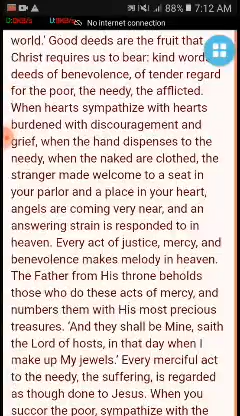 88% 7:12 AM
No internet connection
world.' Good deeds are the fruit that
Christ requires us to bear: kind words,
deeds of benevolence, of tender regard
for the poor, the needy, the afflicted.
When hearts sympathize with hearts
burdened with discouragement and
grief, when the hand dispenses to the
needy, when the naked are clothed, the
stranger made welcome to a seat in
your parlor and a place in your heart,
angels are coming very near, and an
answering strain is responded to in
heaven. Every act of justice, mercy, and
benevolence makes melody in heaven.
The Father from His throne beholds
those who do these acts of mercy, and
numbers them with His most precious
treasures. 'And they shall be Mine, saith
the Lord of hosts, in that day when I
make up My jewels.' Every merciful act
to the needy, the suffering, is regarded
as though done to Jesus. When you
succor the poor, sympathize with the